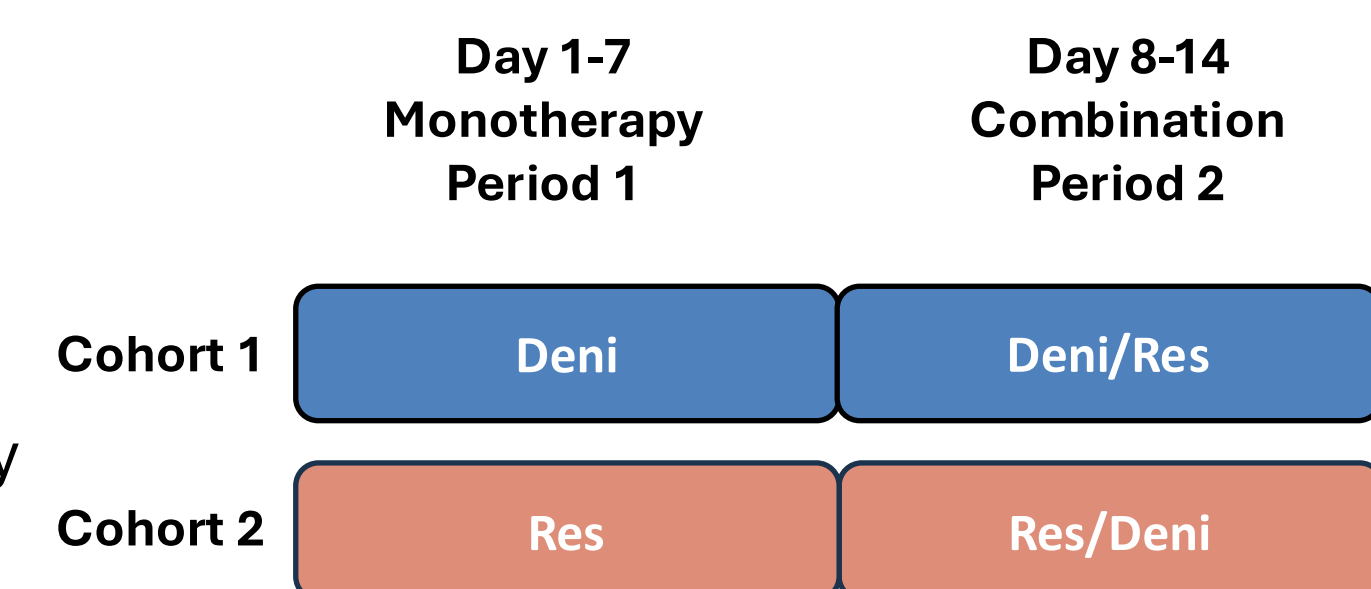 Day 1-7
Monotherapy
Period 1
Day 8-14
Combination
Period 2
Cohort 1
Deni
Deni/Res
y
Cohort 2
Res
Res/Deni